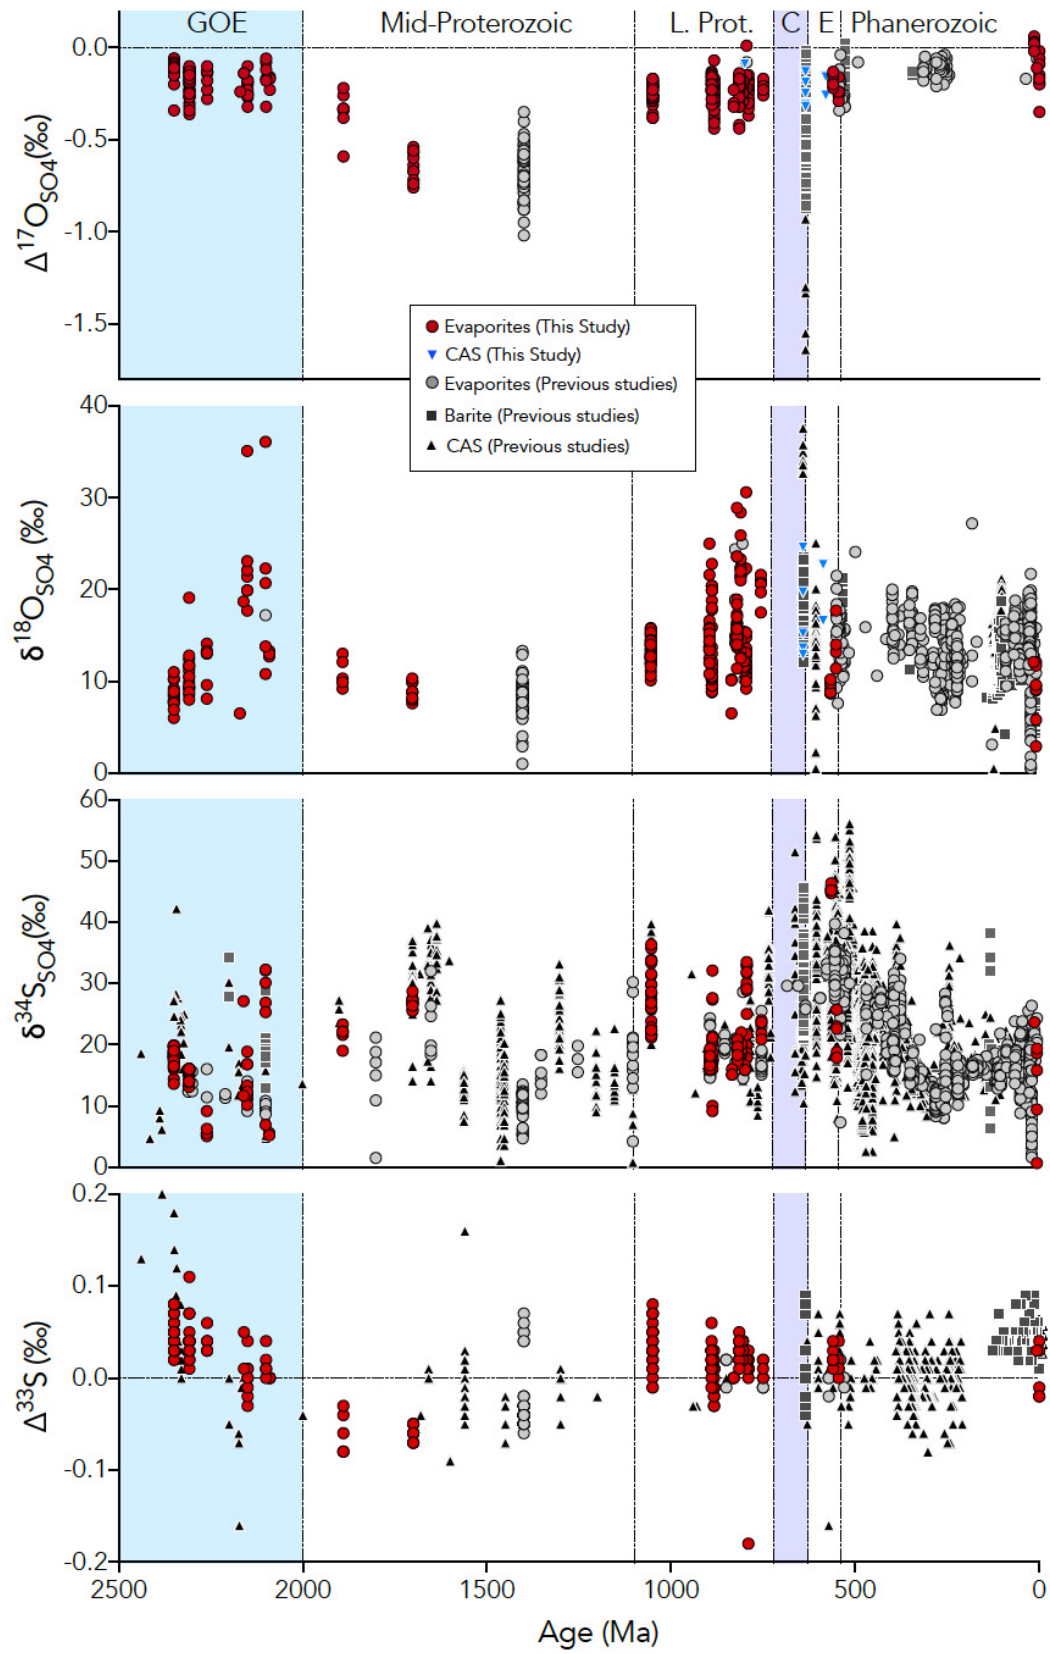 GOE Mid-Proterozoic L. Prot. C E Phanerozoic
0.0
-0.5
-1.0
-1.5
Δ¹⁷O_SO4(‰)
Evaporites (This Study)
CAS (This Study)
Evaporites (Previous studies)
Barite (Previous studies)
CAS (Previous studies)
40
30
20
10
0
δ¹⁸O_SO4 (‰)
60
50
40
30
20
10
0
δ³⁴S_SO4(‰)
0.2
0.1
0.0
-0.1
-0.2
Δ³³S (‰)
2500 2000 1500 1000 500 0
Age (Ma)